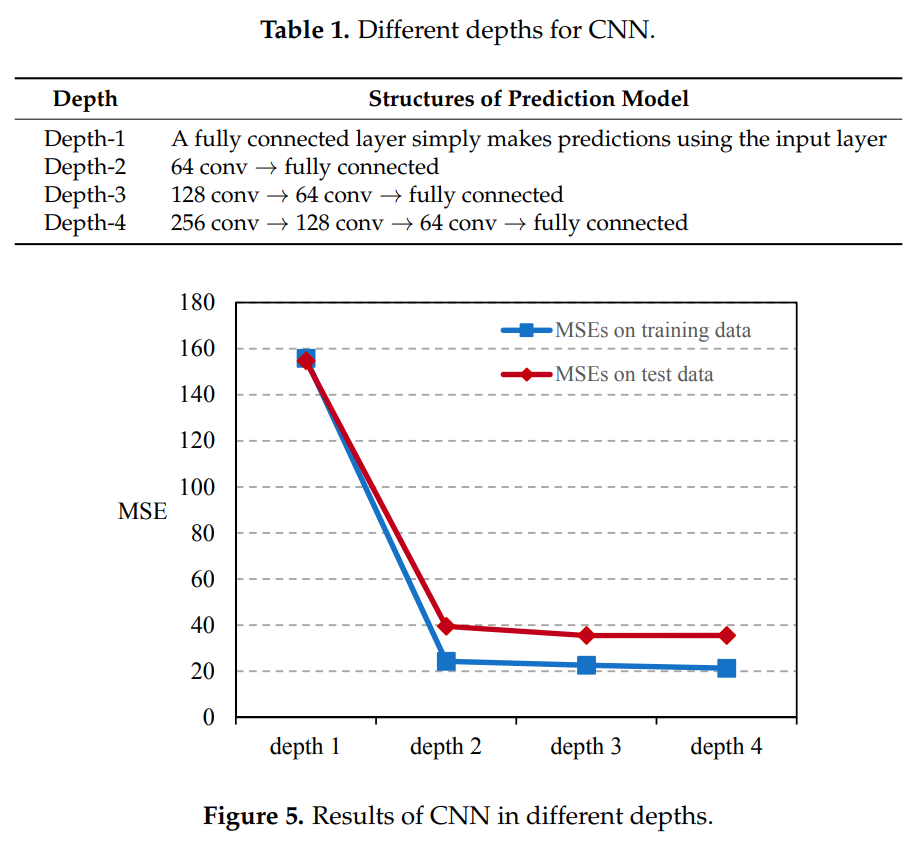 Table 1. Different depths for CNN.
Depth Structures of Prediction Model
Depth-1 A fully connected layer simply makes predictions using the input layer
Depth-2 64 conv → fully connected
Depth-3 128 conv → 64 conv → fully connected
Depth-4 256 conv → 128 conv → 64 conv → fully connected
180
MSEs on training data
160
MSEs on test data
140
120
100
MSE
80
60
40
20
0
depth 1 depth 2 depth 3 depth 4
Figure 5. Results of CNN in different depths.